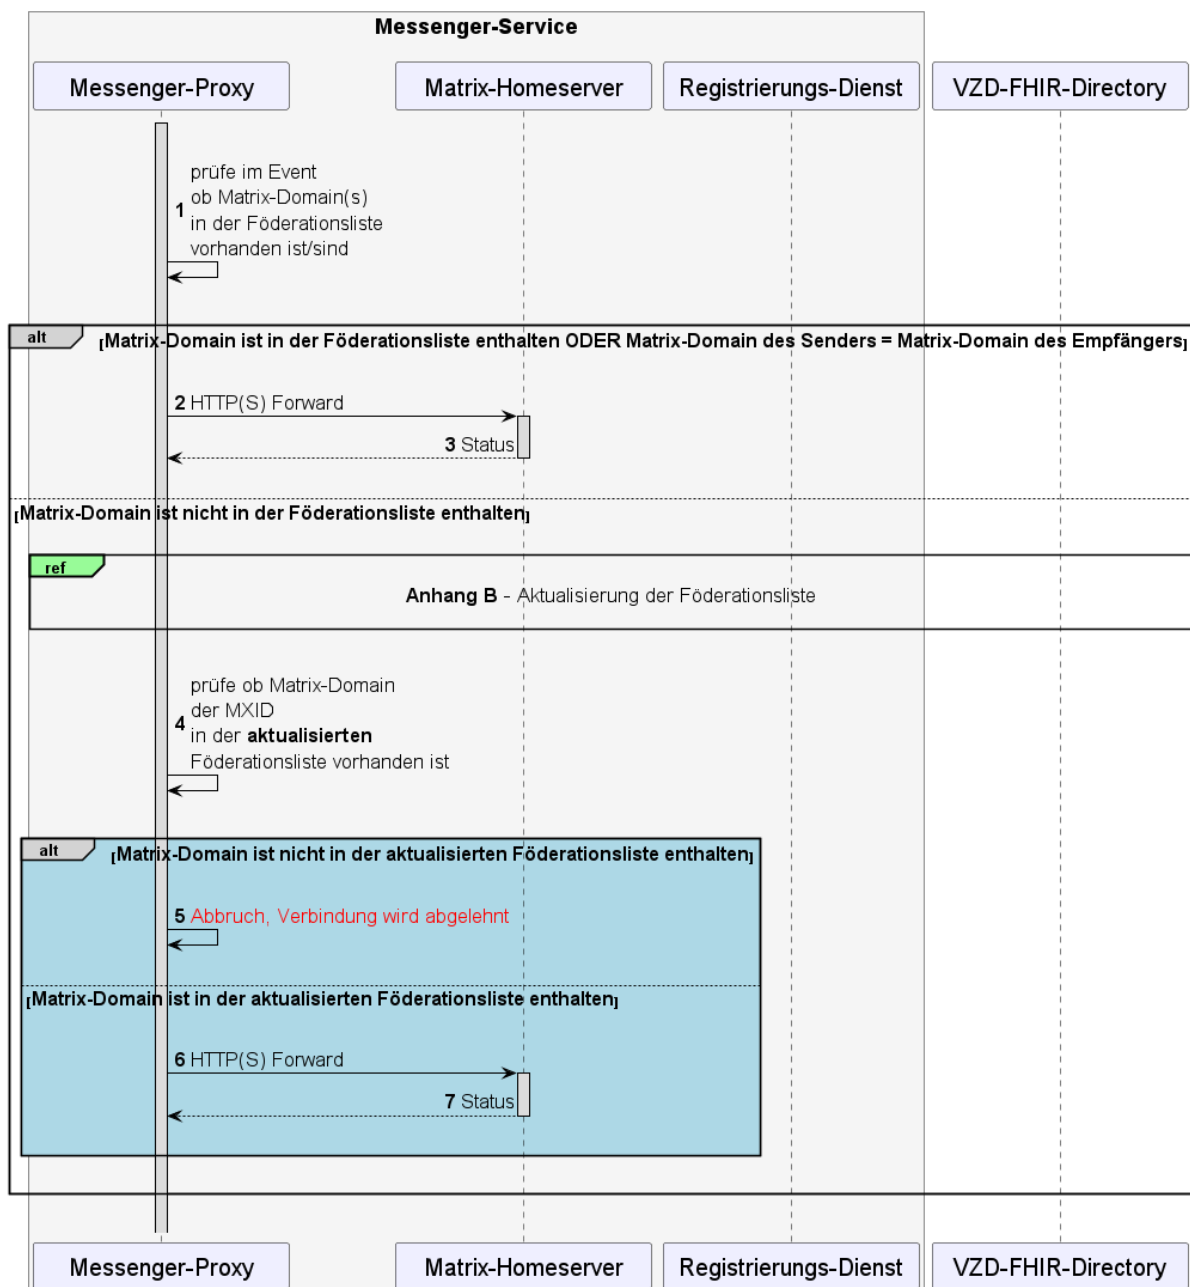 Messenger-Service
Messenger-Proxy
Matrix-Homeserver
Registrierungs-Dienst
VZD-FHIR-Directory
prüfe im Event
ob Matrix-Domain(s)
1
in der Föderationsliste
vorhanden ist/sind
alt
[Matrix-Domain ist in der Föderationsliste enthalten ODER Matrix-Domain des Senders = Matrix-Domain des Empfängers]
2 HTTP(S) Forward
3 Status
[Matrix-Domain ist nicht in der Föderationsliste enthalten]
ref
Anhang B - Aktualisierung der Föderationsliste
prüfe ob Matrix-Domain
der MXID
4
in der aktualisierten
Föderationsliste vorhanden ist
alt
[Matrix-Domain ist nicht in der aktualisierten Föderationsliste enthalten]
5 Abbruch, Verbindung wird abgelehnt
[Matrix-Domain ist in der aktualisierten Föderationsliste enthalten]
6 HTTP(S) Forward
7 Status
Messenger-Proxy
Matrix-Homeserver
Registrierungs-Dienst
VZD-FHIR-Directory